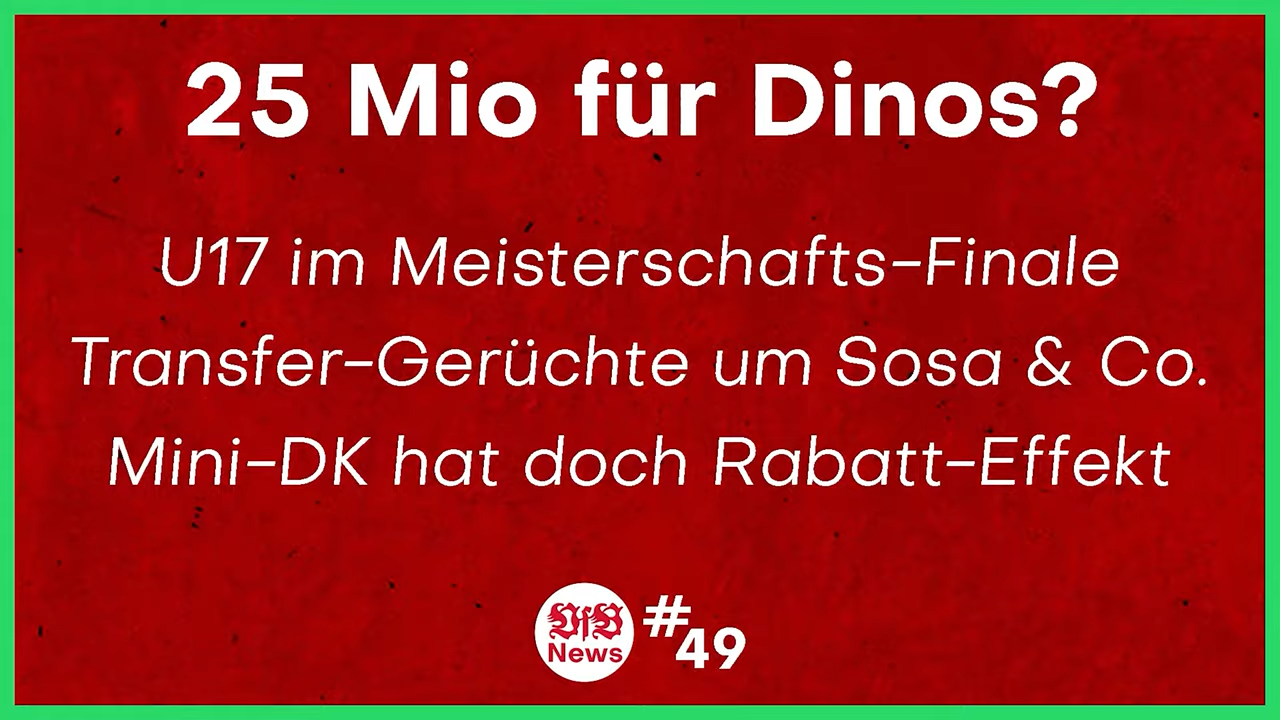 25 Mio für Dinos?
U17 im Meisterschafts-Finale
Transfer-Gerüchte um Sosa & Co.
Mini-DK hat doch Rabatt-Effekt
VfB
News
#49